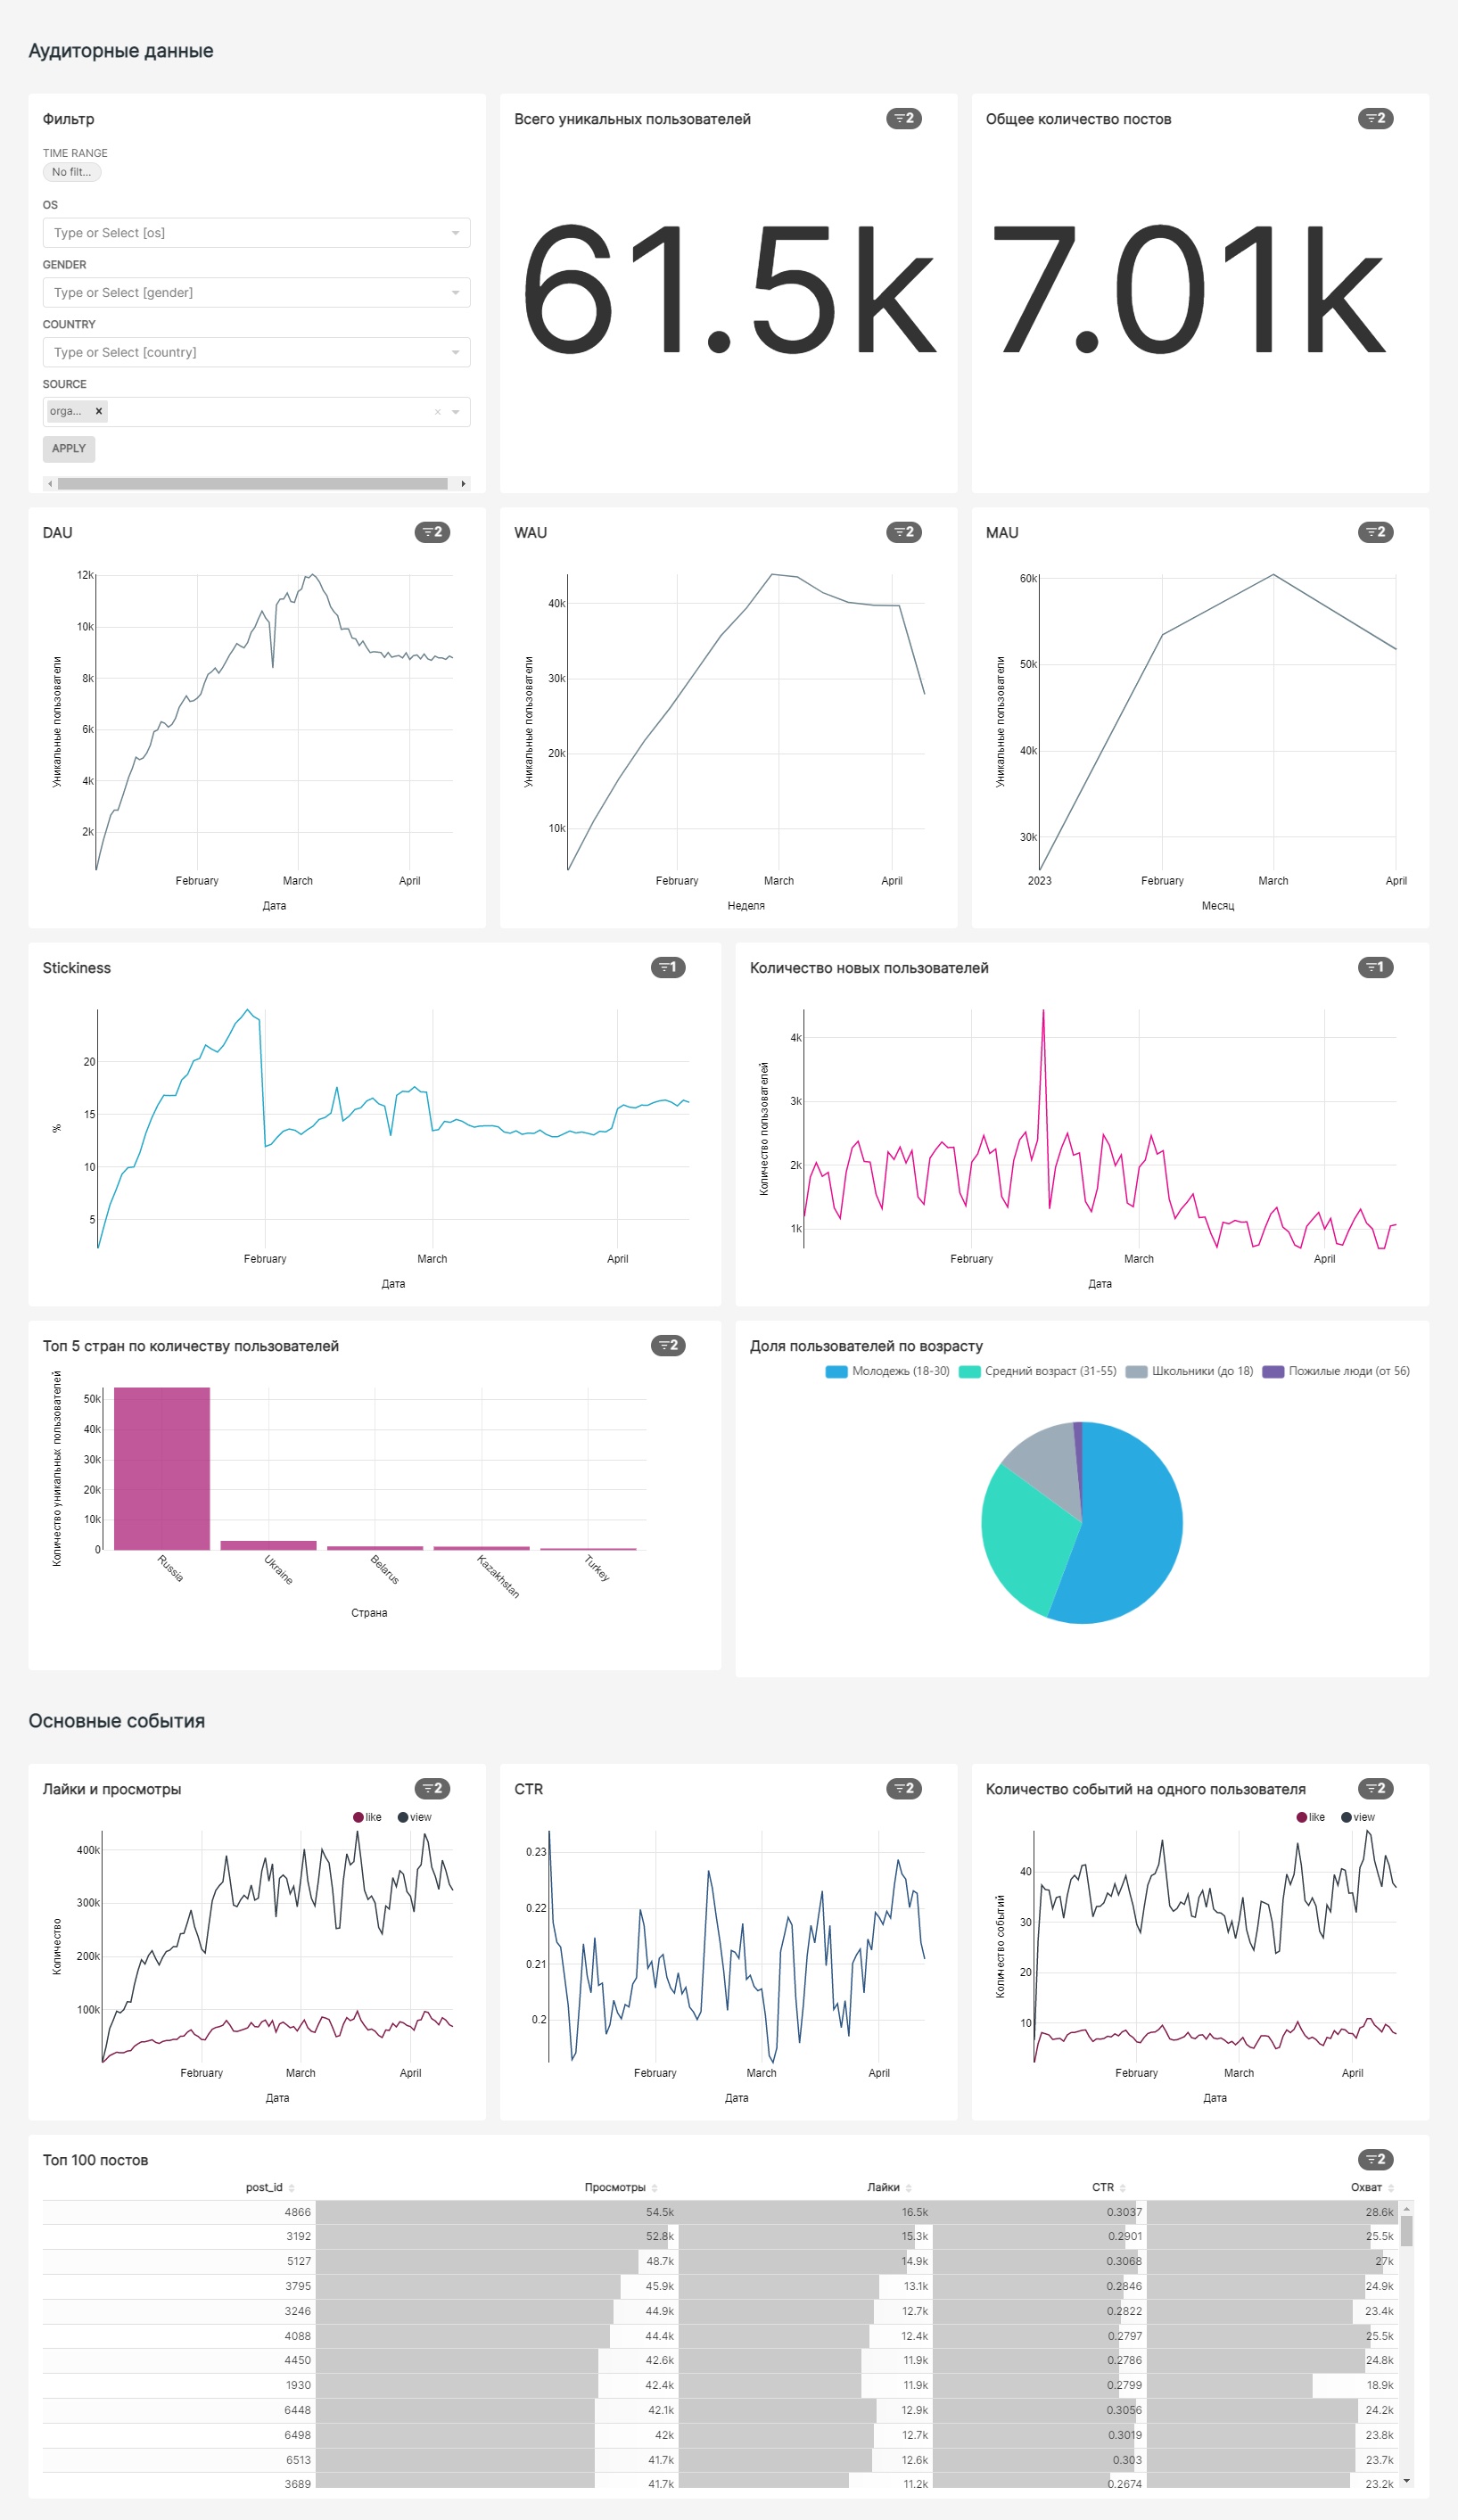 Аудиторные данные
Фильтр
TIME RANGE
No filt...
OS
Type or Select [os]
GENDER
Type or Select [gender]
COUNTRY
Type or Select [country]
SOURCE
orga... x
APPLY
Всего уникальных пользователей 2
61.5k
Общее количество постов 2
7.01k
DAU 2
12k
10k
8k
6k
4k
2k
Уникальные пользователи
February March April
Дата
WAU 2
40k
30k
20k
10k
Уникальные пользователи
February March April
Неделя
MAU 2
60k
50k
40k
30k
Уникальные пользователи
2023 February March April
Месяц
Stickiness 1
20
15
10
5
%
February March April
Дата
Количество новых пользователей 1
4k
3k
2k
1k
Количество пользователей
February March April
Дата
Топ 5 стран по количеству пользователей 2
50k
40k
30k
20k
10k
0
Количество уникальных пользователей
Russia Ukraine Belarus Kazakhstan Turkey
Страна
Доля пользователей по возрасту
Молодежь (18-30) Средний возраст (31-55) Школьники (до 18) Пожилые люди (от 56)
Основные события
Лайки и просмотры 2
like view
400k
300k
200k
100k
Количество
February March April
Дата
CTR 2
0.23
0.22
0.21
0.2
February March April
Дата
Количество событий на одного пользователя 2
like view
40
30
20
10
Количество событий
February March April
Дата
Топ 100 постов 2
post_id Просмотры Лайки CTR Охват
4866 54.5k 16.5k 0.3037 28.6k
3192 52.8k 15.3k 0.2901 25.5k
5127 48.7k 14.9k 0.3068 27k
3795 45.9k 13.1k 0.2846 24.9k
3246 44.9k 12.7k 0.2822 23.4k
4088 44.4k 12.4k 0.2797 25.5k
4450 42.6k 11.9k 0.2786 24.8k
1930 42.4k 11.9k 0.2799 18.9k
6448 42.1k 12.9k 0.3056 24.2k
6498 42k 12.7k 0.3019 23.8k
6513 41.7k 12.6k 0.303 23.7k
3689 41.7k 11.2k 0.2674 23.2k